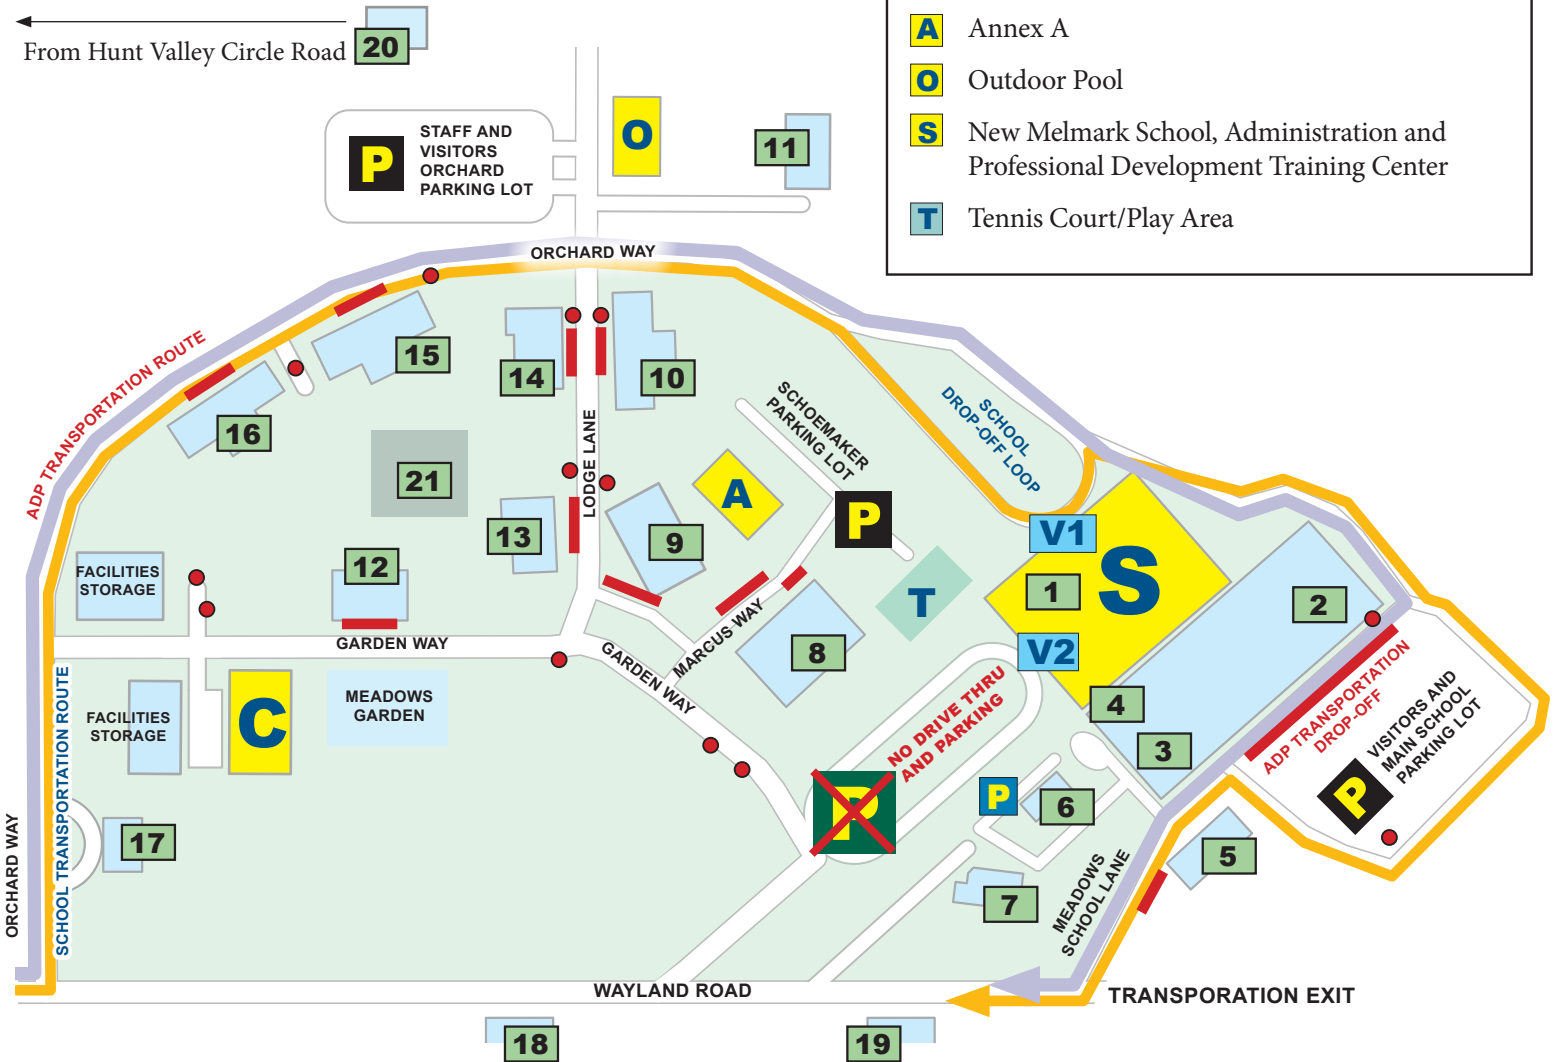 From Hunt Valley Circle Road
20
A Annex A
O Outdoor Pool
S New Melmark School, Administration and
Professional Development Training Center
T Tennis Court/Play Area
P
STAFF AND
VISITORS
ORCHARD
PARKING LOT
O
11
ORCHARD WAY
ADP TRANSPORTATION ROUTE
15
14
10
16
LODGE LANE
SCHOEMAKER
PARKING LOT
SCHOOL
DROP-OFF LOOP
21
A
P
13
9
V1
S
1
2
T
FACILITIES
STORAGE
12
GARDEN WAY
GARDEN WAY
MARCUS WAY
8
V2
4
3
NO DRIVE THRU
AND PARKING
ADP TRANSPORTATION
DROP-OFF
VISITORS AND
MAIN SCHOOL
PARKING LOT
P
SCHOOL TRANSPORTATION ROUTE
FACILITIES
STORAGE
C
MEADOWS
GARDEN
P
P
6
5
17
7
MEADOWS
SCHOOL LANE
ORCHARD WAY
WAYLAND ROAD
TRANSPORATION EXIT
18
19